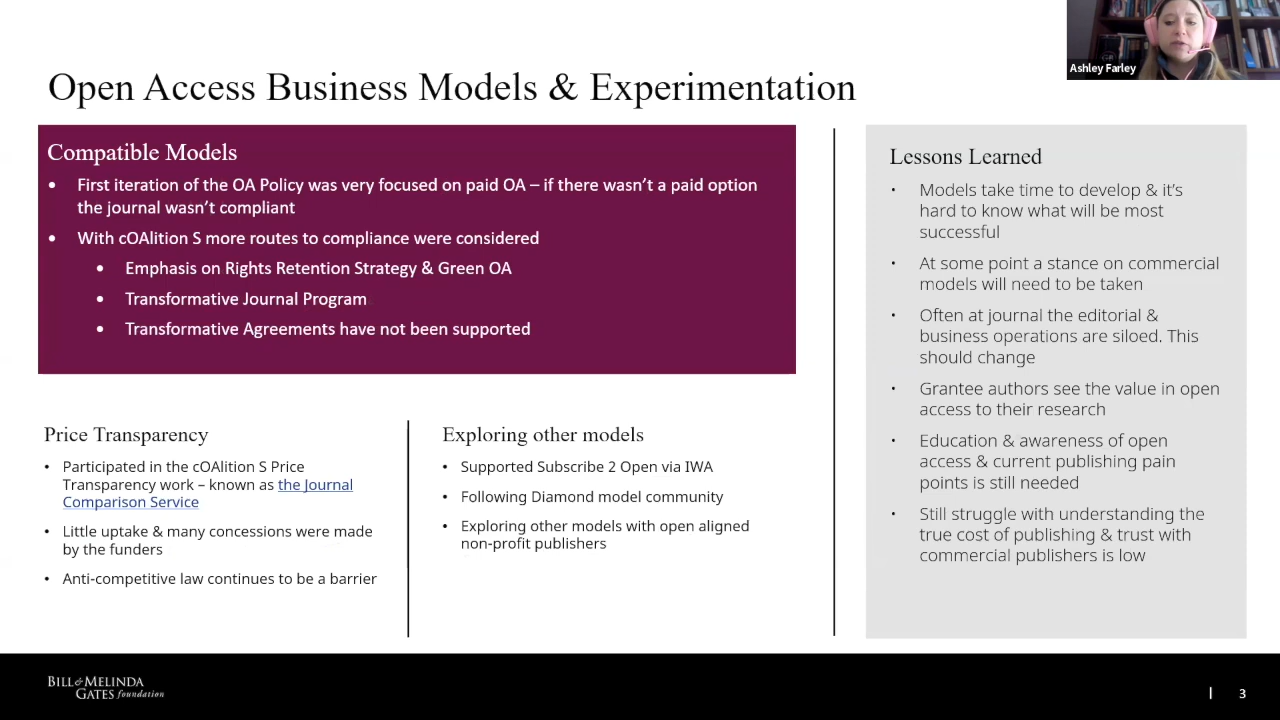 Ashley Farley
Open Access Business Models & Experimentation
Compatible Models
• First iteration of the OA Policy was very focused on paid OA – if there wasn't a paid option
the journal wasn't compliant
• With cOAlition S more routes to compliance were considered
• Emphasis on Rights Retention Strategy & Green OA
• Transformative Journal Program
• Transformative Agreements have not been supported
Price Transparency
• Participated in the cOAlition S Price
Transparency work – known as the Journal
Comparison Service
• Little uptake & many concessions were made
by the funders
• Anti-competitive law continues to be a barrier
Exploring other models
• Supported Subscribe 2 Open via IWA
• Following Diamond model community
• Exploring other models with open aligned
non-profit publishers
Lessons Learned
• Models take time to develop & it's
hard to know what will be most
successful
• At some point a stance on commercial
models will need to be taken
• Often at journal the editorial &
business operations are siloed. This
should change
• Grantee authors see the value in open
access to their research
• Education & awareness of open
access & current publishing pain
points is still needed
• Still struggle with understanding the
true cost of publishing & trust with
commercial publishers is low
BILL & MELINDA
GATES foundation
| 3